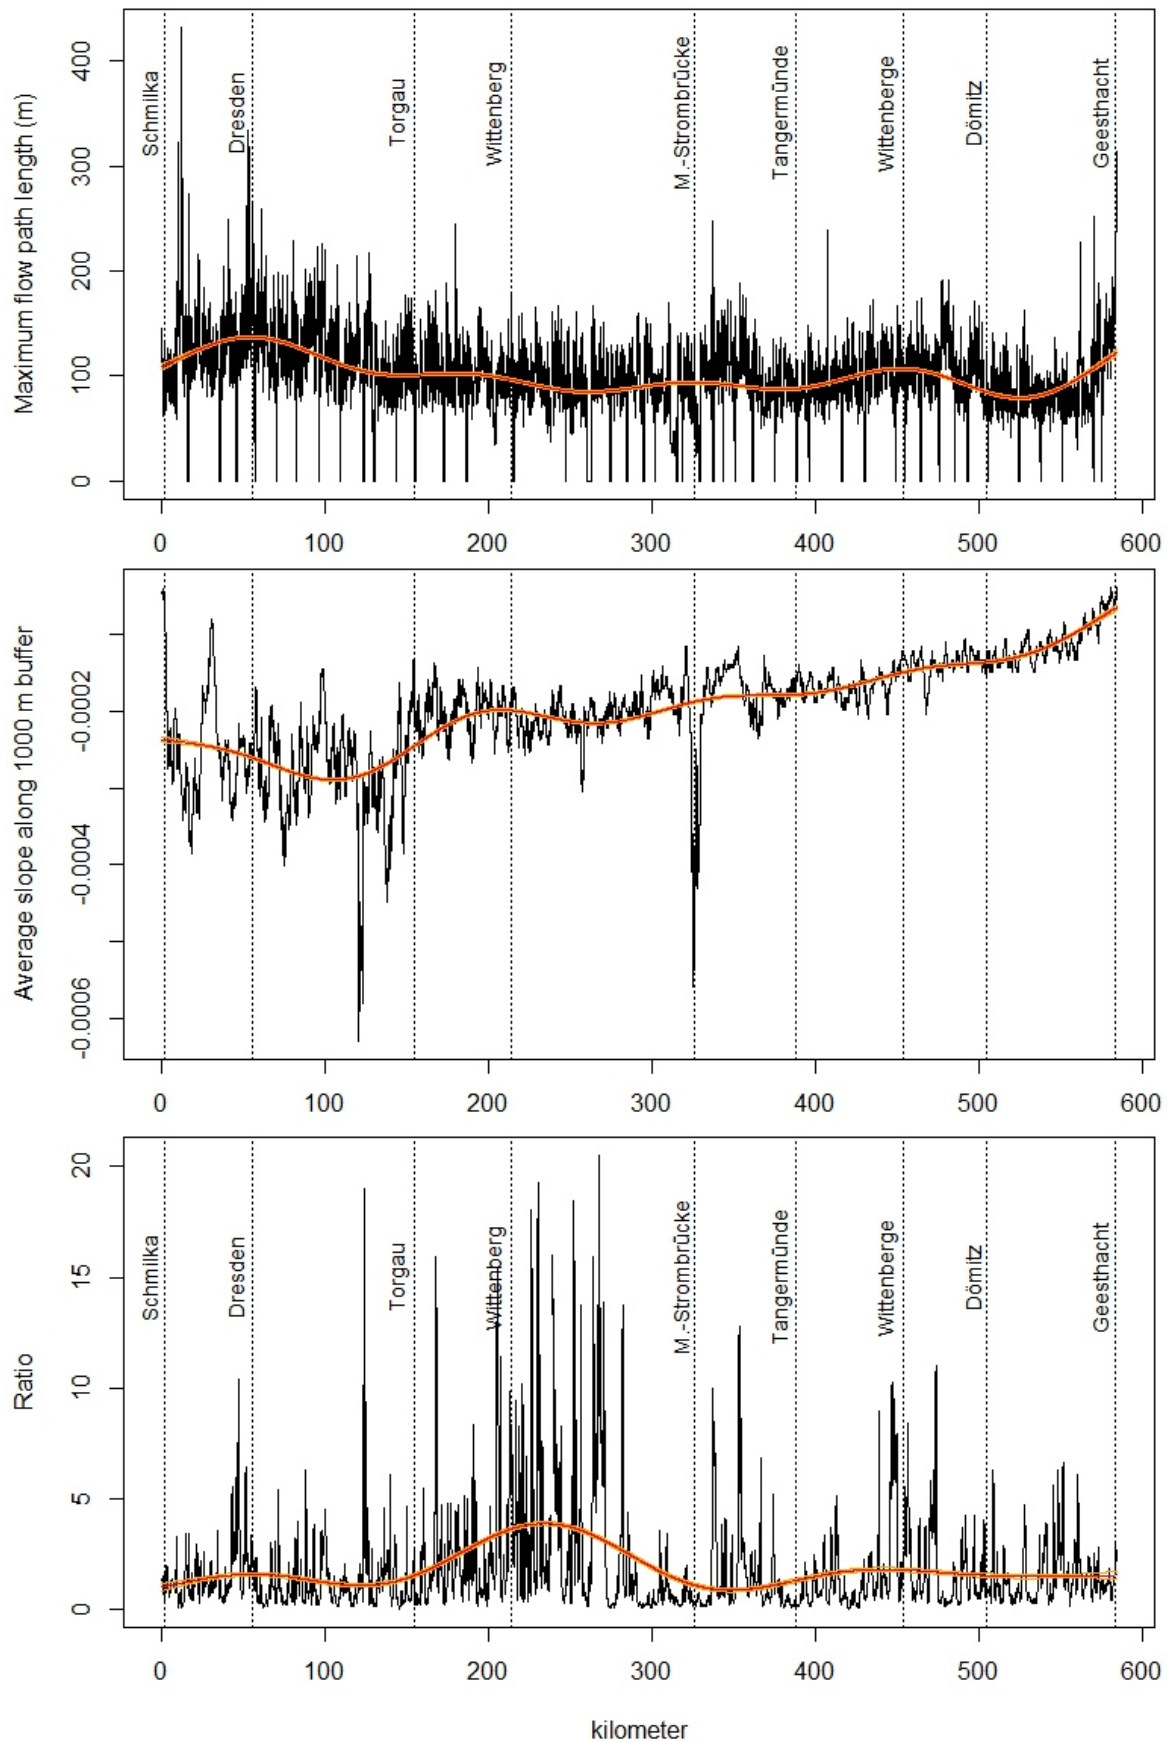 Maximum flow path length (m)
400
300
200
100
0
Schmilka
Dresden
Torgau
Wittenberg
M.-Strombrücke
Tangermünde
Wittenberge
Dömitz
Geesthacht
0 100 200 300 400 500 600
Average slope along 1000 m buffer
-0.0002
-0.0004
-0.0006
0 100 200 300 400 500 600
Ratio
20
15
10
5
0
Schmilka
Dresden
Torgau
Wittenberg
M.-Strombrücke
Tangermünde
Wittenberge
Dömitz
Geesthacht
0 100 200 300 400 500 600
kilometer